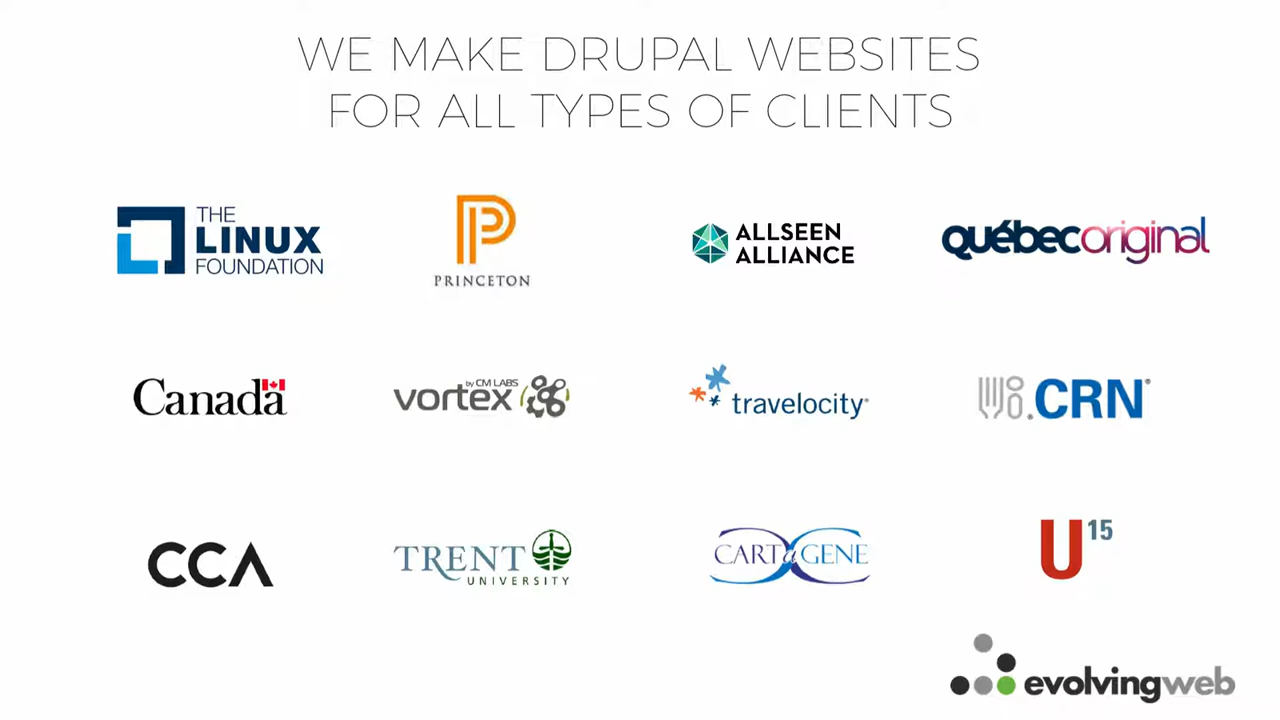 WE MAKE DRUPAL WEBSITES
FOR ALL TYPES OF CLIENTS
THE
LINUX
FOUNDATION
PRINCETON
ALLSEEN
ALLIANCE
québecoriginal
Canada
by CM LABS
vortex
travelocity®
.CRN®
CCA
TRENT
UNIVERSITY
CARTaGENE
U15
evolvingweb